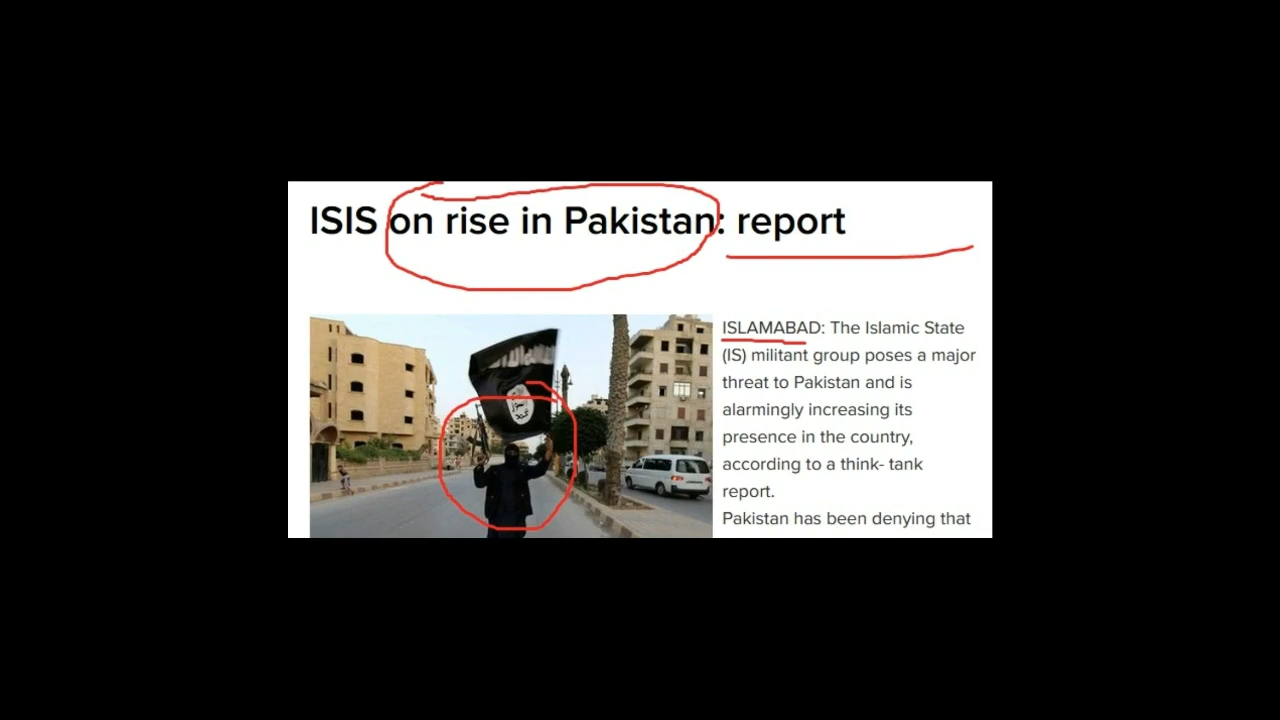 ISIS on rise in Pakistan: report
ISLAMABAD: The Islamic State
(IS) militant group poses a major
threat to Pakistan and is
alarmingly increasing its
presence in the country,
according to a think- tank
report.
Pakistan has been denying that